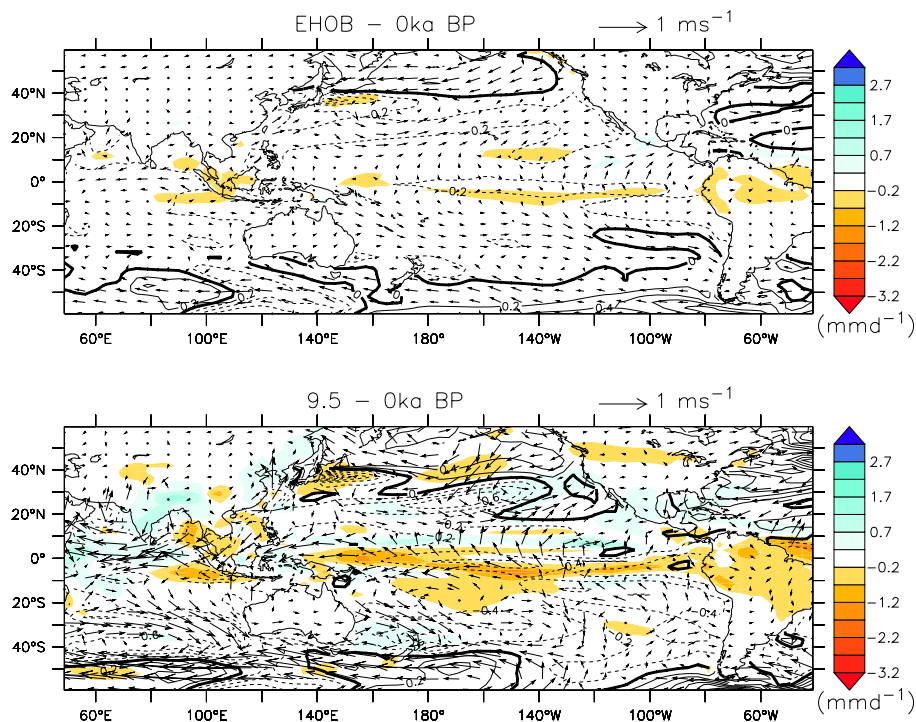 EHOB − 0ka BP
1 ms⁻¹
40°N
20°N
0°
20°S
40°S
60°E
100°E
140°E
180°
140°W
100°W
60°W
2.7
1.7
0.7
−0.2
−1.2
−2.2
−3.2
(mmd⁻¹)
9.5 − 0ka BP
1 ms⁻¹
40°N
20°N
0°
20°S
40°S
60°E
100°E
140°E
180°
140°W
100°W
60°W
2.7
1.7
0.7
−0.2
−1.2
−2.2
−3.2
(mmd⁻¹)